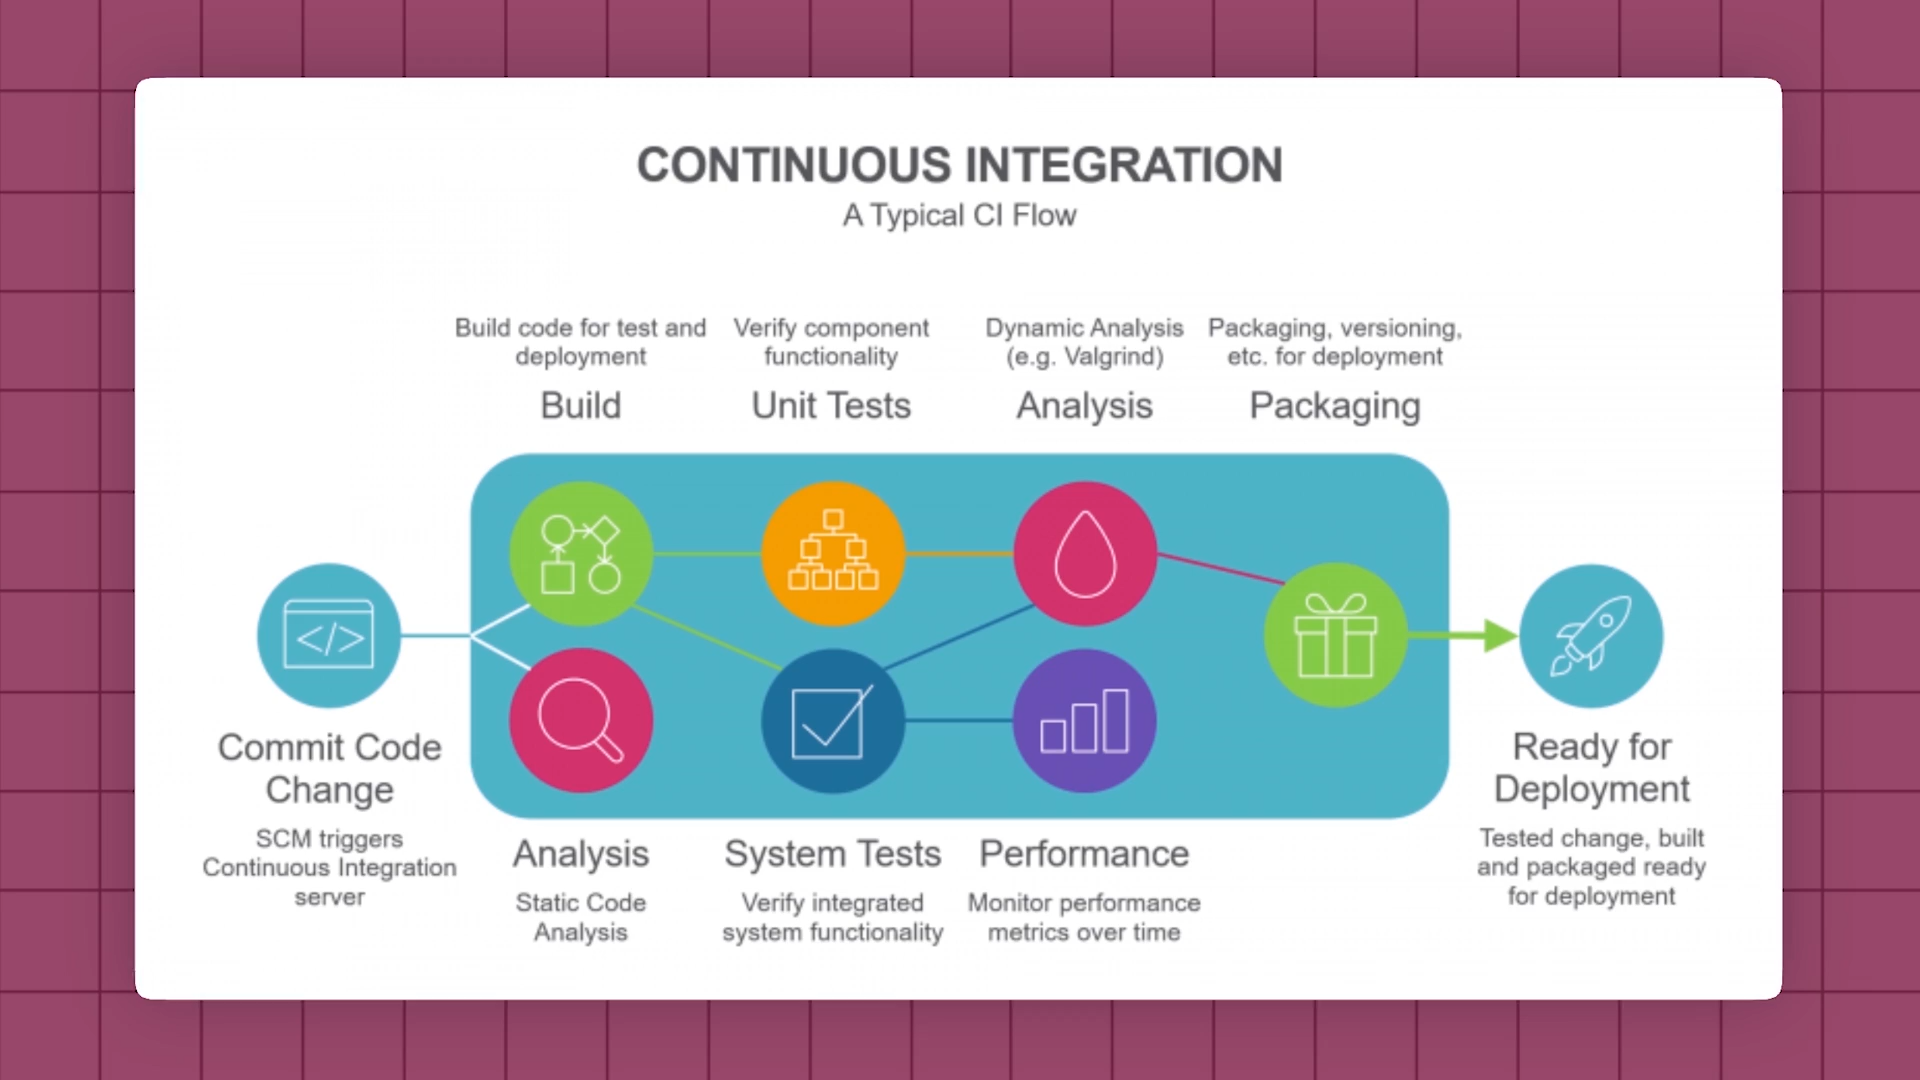 CONTINUOUS INTEGRATION
A Typical CI Flow
Build code for test and
deployment
Build
Verify component
functionality
Unit Tests
Dynamic Analysis
(e.g. Valgrind)
Analysis
Packaging, versioning,
etc. for deployment
Packaging
</>
Commit Code
Change
SCM triggers
Continuous Integration
server
Analysis
Static Code
Analysis
System Tests
Verify integrated
system functionality
Performance
Monitor performance
metrics over time
Ready for
Deployment
Tested change, built
and packaged ready
for deployment